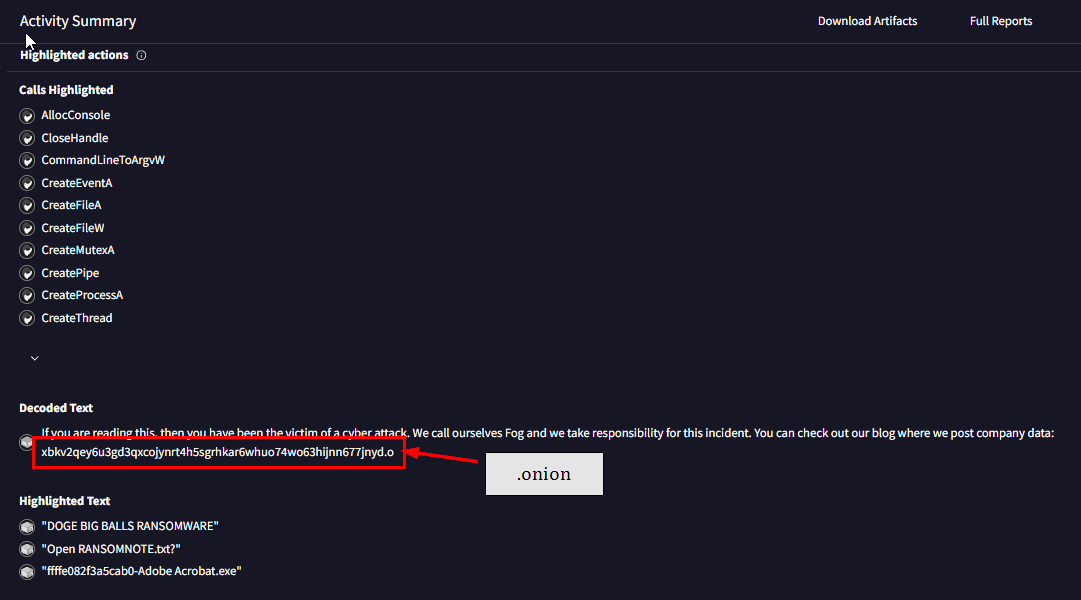 Activity Summary
Download Artifacts
Full Reports
Highlighted actions
Calls Highlighted
AllocConsole
CloseHandle
CommandLineToArgvW
CreateEventA
CreateFileA
CreateFileW
CreateMutexA
CreatePipe
CreateProcessA
CreateThread
Decoded Text
If you are reading this, then you have been the victim of a cyber attack. We call ourselves Fog and we take responsibility for this incident. You can check out our blog where we post company data:
xbkv2qey6u3gd3qxcojynrt4h5sgrhkar6whuo74wo63hijnn677jnyd.o
.onion
Highlighted Text
"DOGE BIG BALLS RANSOMWARE"
"Open RANSOMNOTE.txt?"
"ffffe082f3a5cab0-Adobe Acrobat.exe"